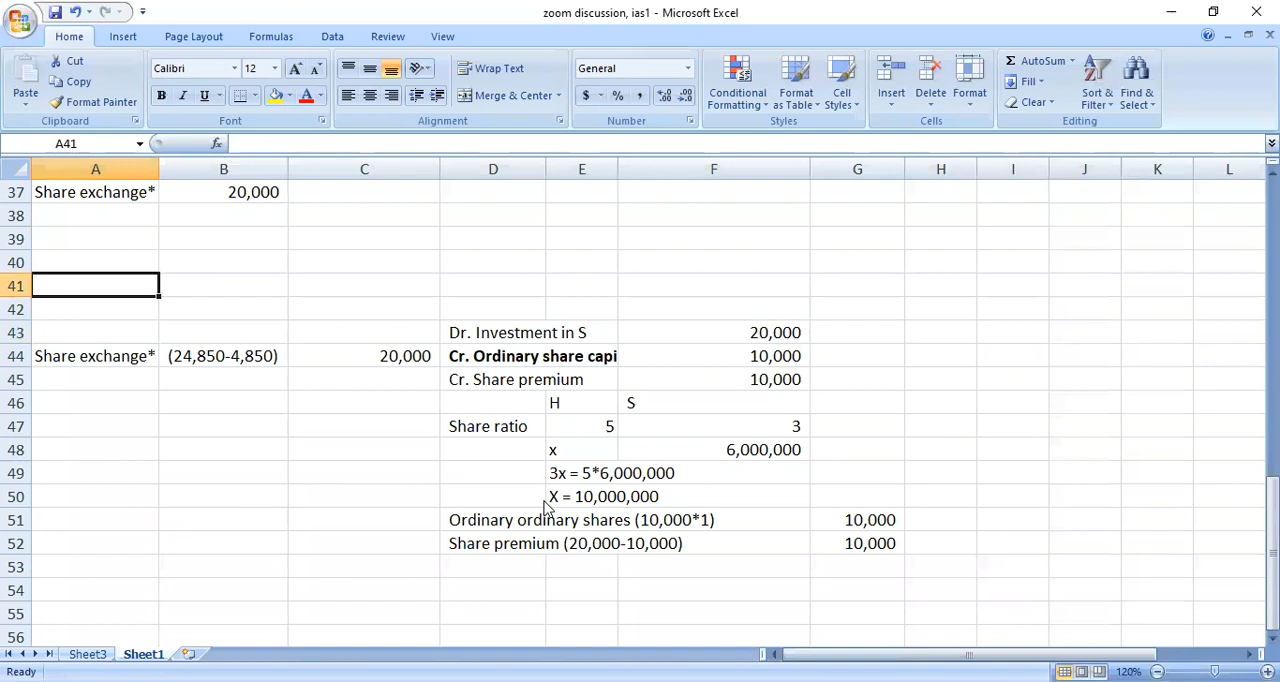 zoom discussion, ias1 - Microsoft Excel
Home Insert Page Layout Formulas Data Review View
Paste Cut Copy Format Painter Clipboard
Calibri 12 A A B I U A Font
Wrap Text Merge & Center Alignment
General $ % , Number
Conditional Formatting Format as Table Cell Styles Styles
Insert Delete Format Cells
Σ AutoSum Fill Clear Sort & Filter Find & Select Editing
A41 fx
A B C D E F G H I J K L
37 Share exchange* 20,000
38
39
40
41
42
43 Dr. Investment in S 20,000
44 Share exchange* (24,850-4,850) 20,000 Cr. Ordinary share capi 10,000
45 Cr. Share premium 10,000
46 H S
47 Share ratio 5 3
48 x 6,000,000
49 3x = 5*6,000,000
50 X = 10,000,000
51 Ordinary ordinary shares (10,000*1) 10,000
52 Share premium (20,000-10,000) 10,000
53
54
55
56
Sheet3 Sheet1
Ready 120%